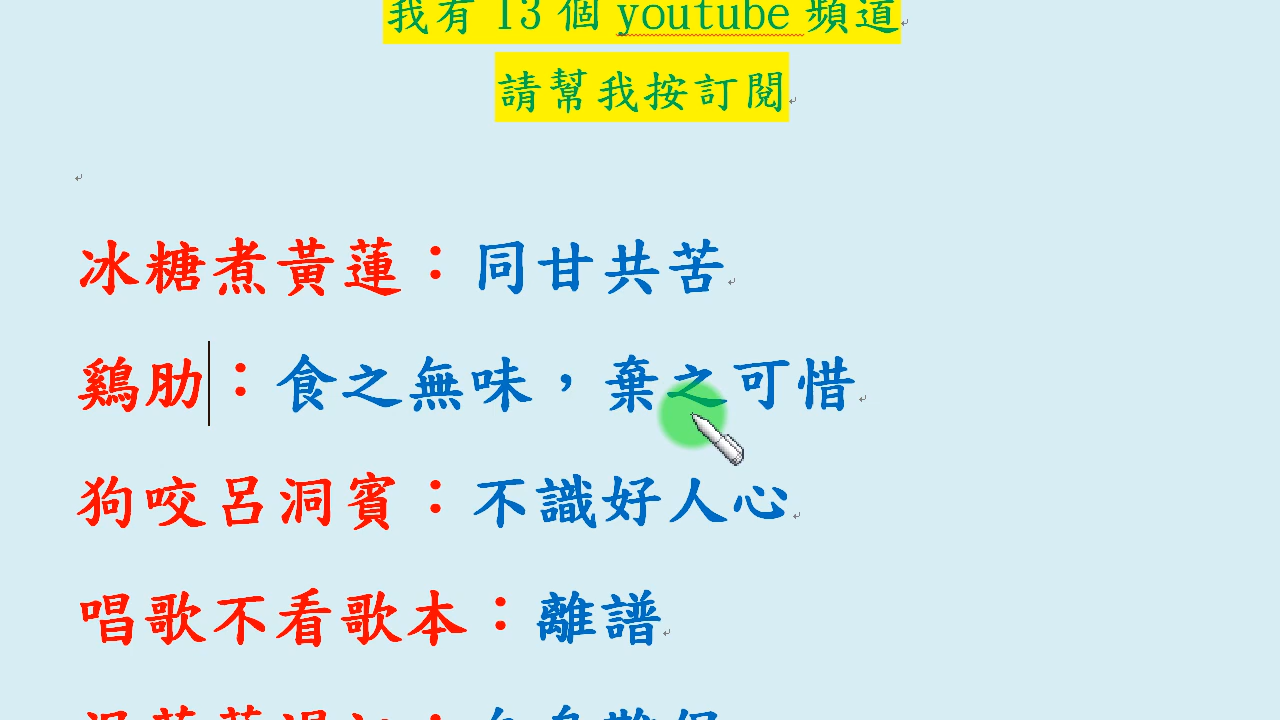 我有 13 個 youtube 頻道
請幫我按訂閱
冰糖煮黃蓮：同甘共苦
鷄肋：食之無味，棄之可惜
狗咬呂洞賓：不識好人心
唱歌不看歌本：離譜